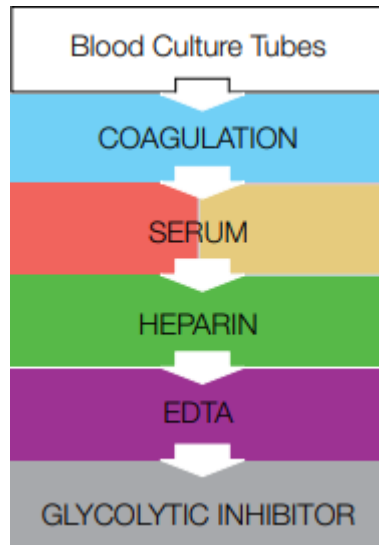 Blood Culture Tubes
COAGULATION
SERUM
HEPARIN
EDTA
GLYCOLYTIC INHIBITOR